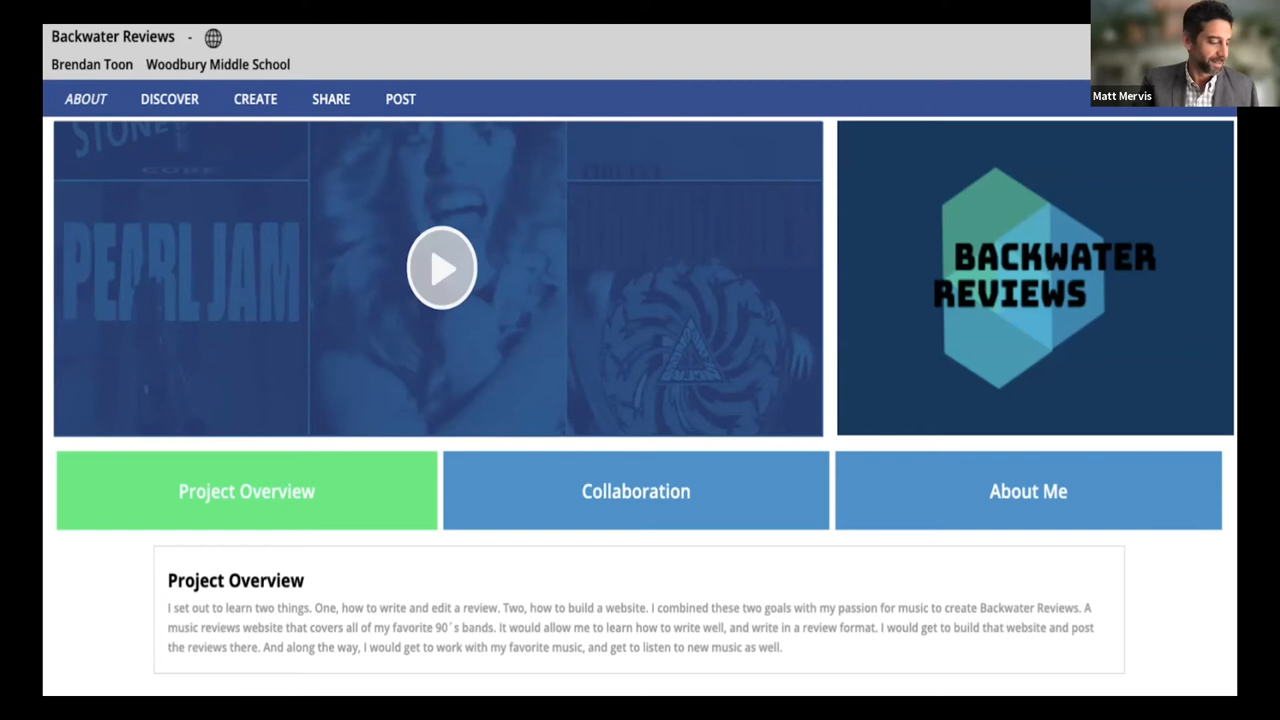 Backwater Reviews -
Brendan Toon Woodbury Middle School
Matt Mervis
ABOUT DISCOVER CREATE SHARE POST
STONE
CORE
PEARL JAM
BACKWATER
REVIEWS
Project Overview
Collaboration
About Me
Project Overview
I set out to learn two things. One, how to write and edit a review. Two, how to build a website. I combined these two goals with my passion for music to create Backwater Reviews. A
music reviews website that covers all of my favorite 90´s bands. It would allow me to learn how to write well, and write in a review format. I would get to build that website and post
the reviews there. And along the way, I would get to work with my favorite music, and get to listen to new music as well.